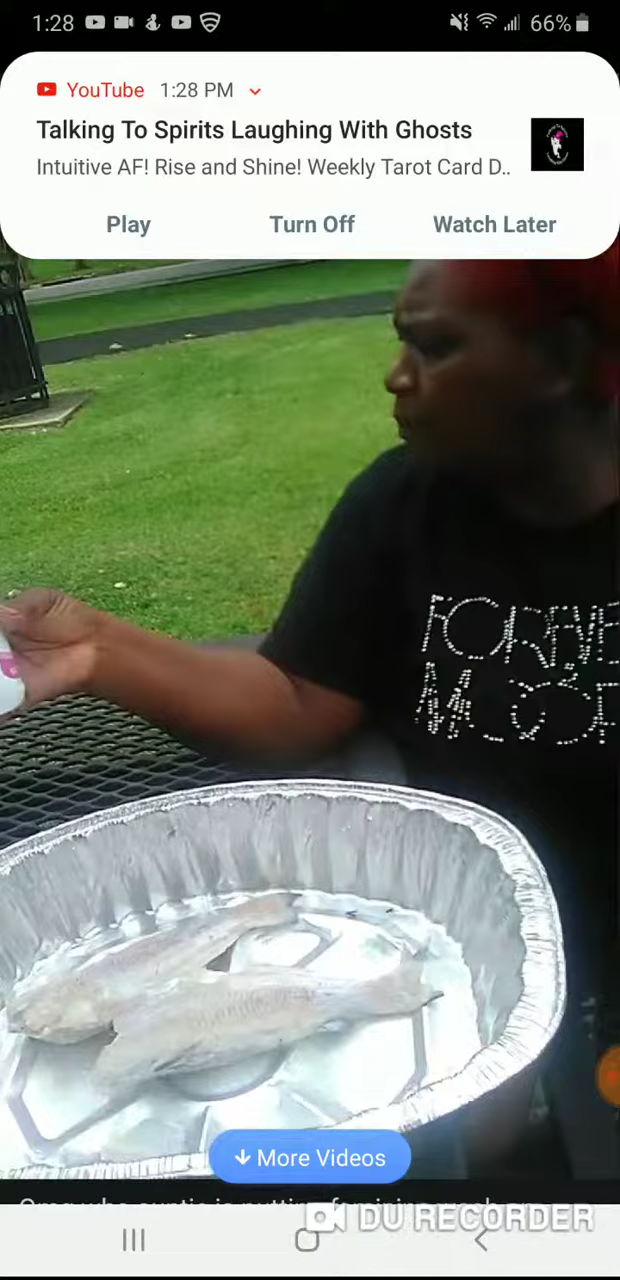 1:28 66%
YouTube 1:28 PM
Talking To Spirits Laughing With Ghosts
Intuitive AF! Rise and Shine! Weekly Tarot Card D..
Play Turn Off Watch Later
FOREVE
More Videos
DU RECORDER